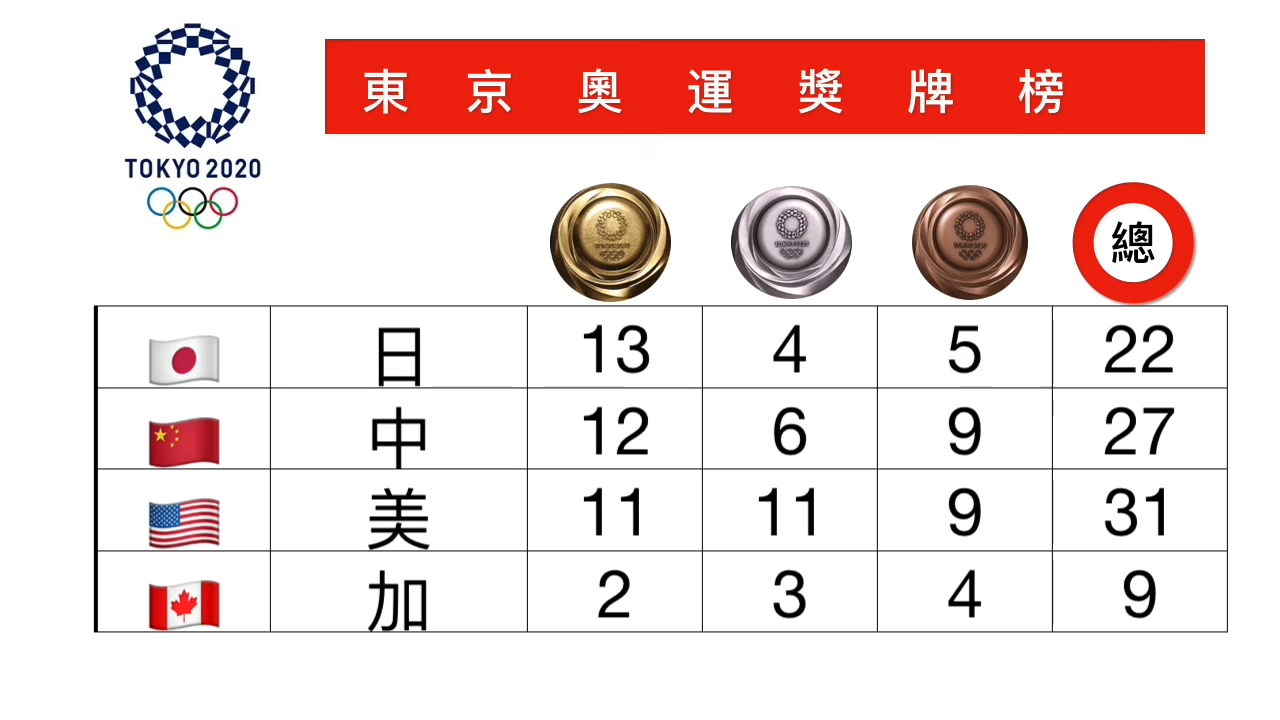 東京奧運獎牌榜
TOKYO 2020
總
日 13 4 5 22
中 12 6 9 27
美 11 11 9 31
加 2 3 4 9